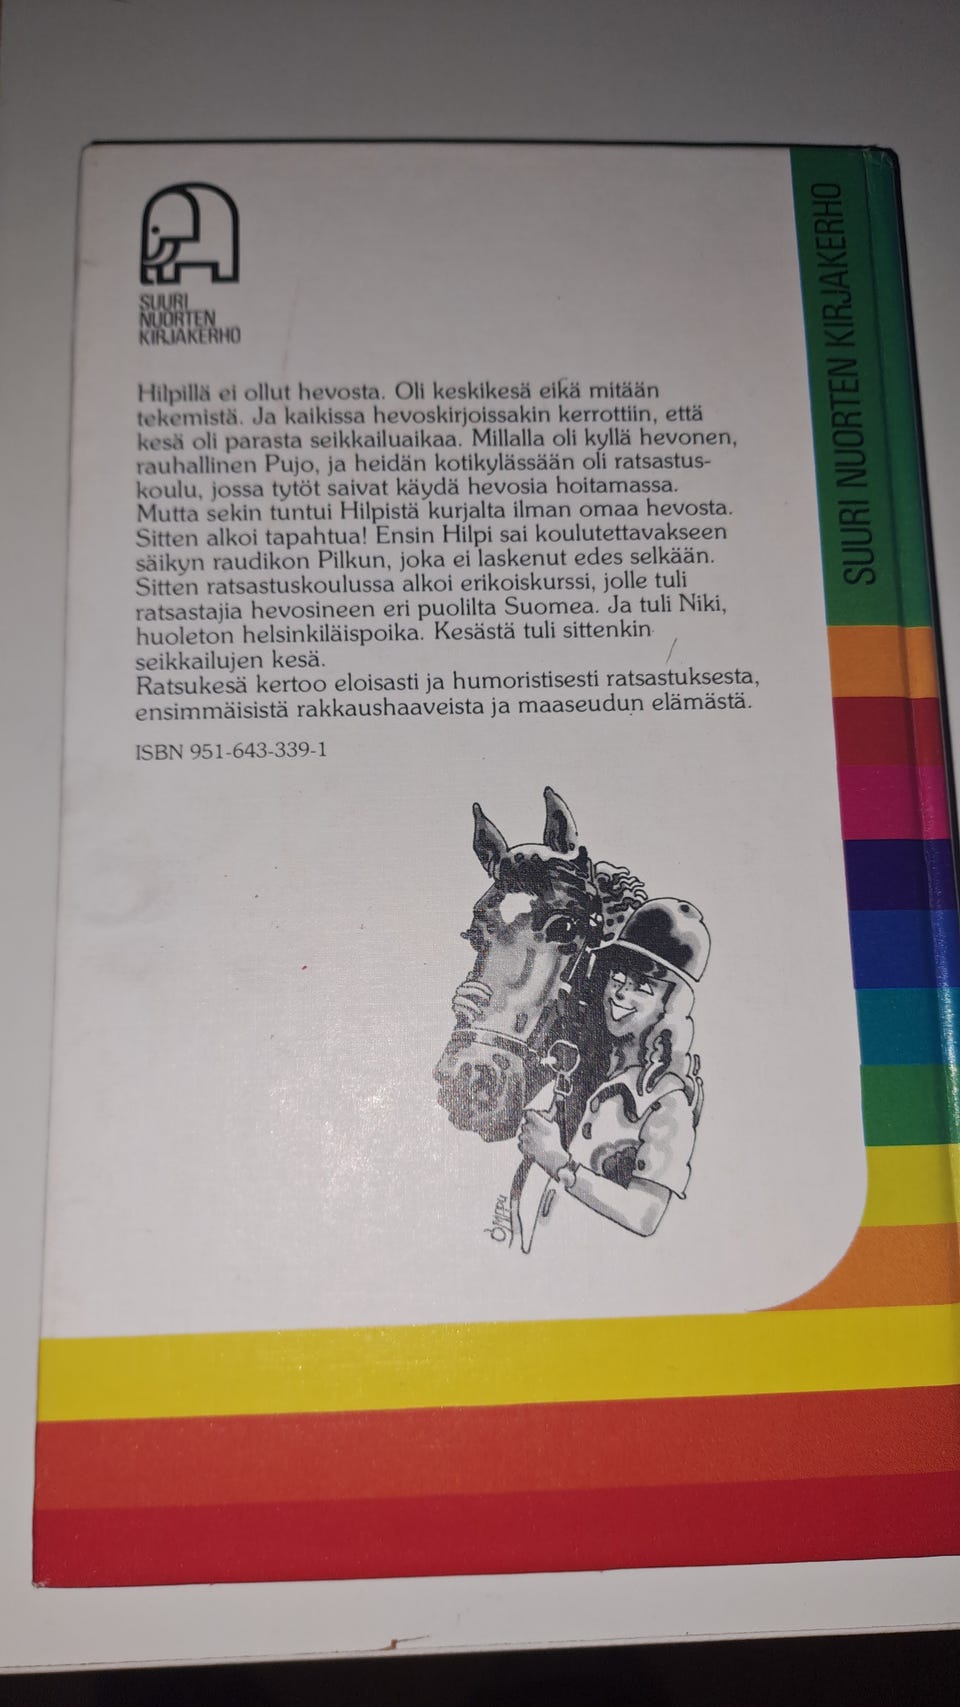 SUURI
NUORTEN
KIRJAKERHO
Hilpillä ei ollut hevosta. Oli keskikesä eikä mitään
tekemistä. Ja kaikissa hevoskirjoissakin kerrottiin, että
kesä oli parasta seikkailuaikaa. Millalla oli kyllä hevonen,
rauhallinen Pujo, ja heidän kotikylässään oli ratsastus-
koulu, jossa tytöt saivat käydä hevosia hoitamassa.
Mutta sekin tuntui Hilpistä kurjalta ilman omaa hevosta.
Sitten alkoi tapahtua! Ensin Hilpi sai koulutettavakseen
säikyn raudikon Pilkun, joka ei laskenut edes selkään.
Sitten ratsastuskoulussa alkoi erikoiskurssi, jolle tuli
ratsastajia hevosineen eri puolilta Suomea. Ja tuli Niki,
huoleton helsinkiläispoika. Kesästä tuli sittenkin
seikkailujen kesä.
Ratsukesä kertoo eloisasti ja humoristisesti ratsastuksesta,
ensimmäisistä rakkaushaaveista ja maaseudun elämästä.
ISBN 951-643-339-1
Omppu
SUURI NUORTEN KIRJAKERHO